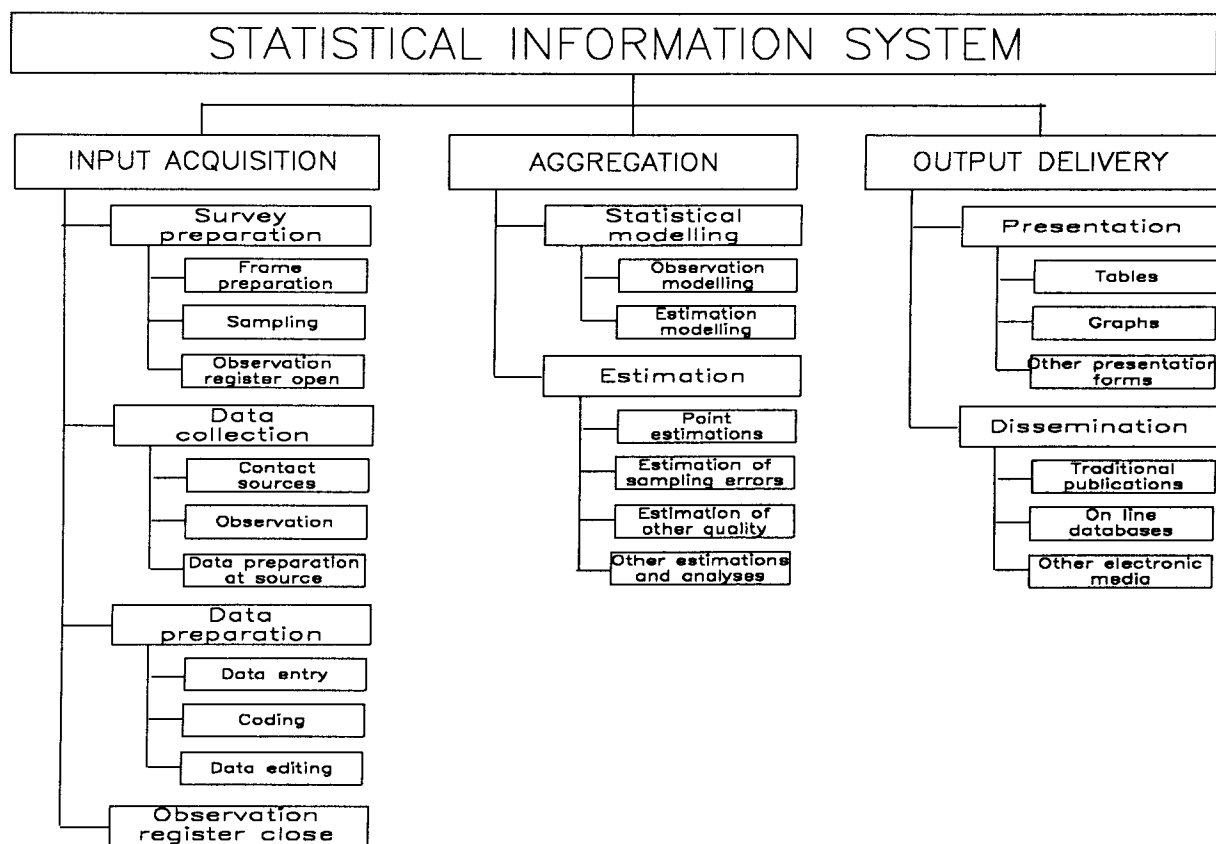 STATISTICAL INFORMATION SYSTEM
INPUT ACQUISITION
Survey
preparation
Frame
preparation
Sampling
Observation
register open
Data
collection
Contact
sources
Observation
Data preparation
at source
Data
preparation
Data entry
Coding
Data editing
Observation
register close
AGGREGATION
Statistical
modelling
Observation
modelling
Estimation
modelling
Estimation
Point
estimations
Estimation of
sampling errors
Estimation of
other quality
Other estimations
and analyses
OUTPUT DELIVERY
Presentation
Tables
Graphs
Other presentation
forms
Dissemination
Traditional
publications
On line
databases
Other electronic
media